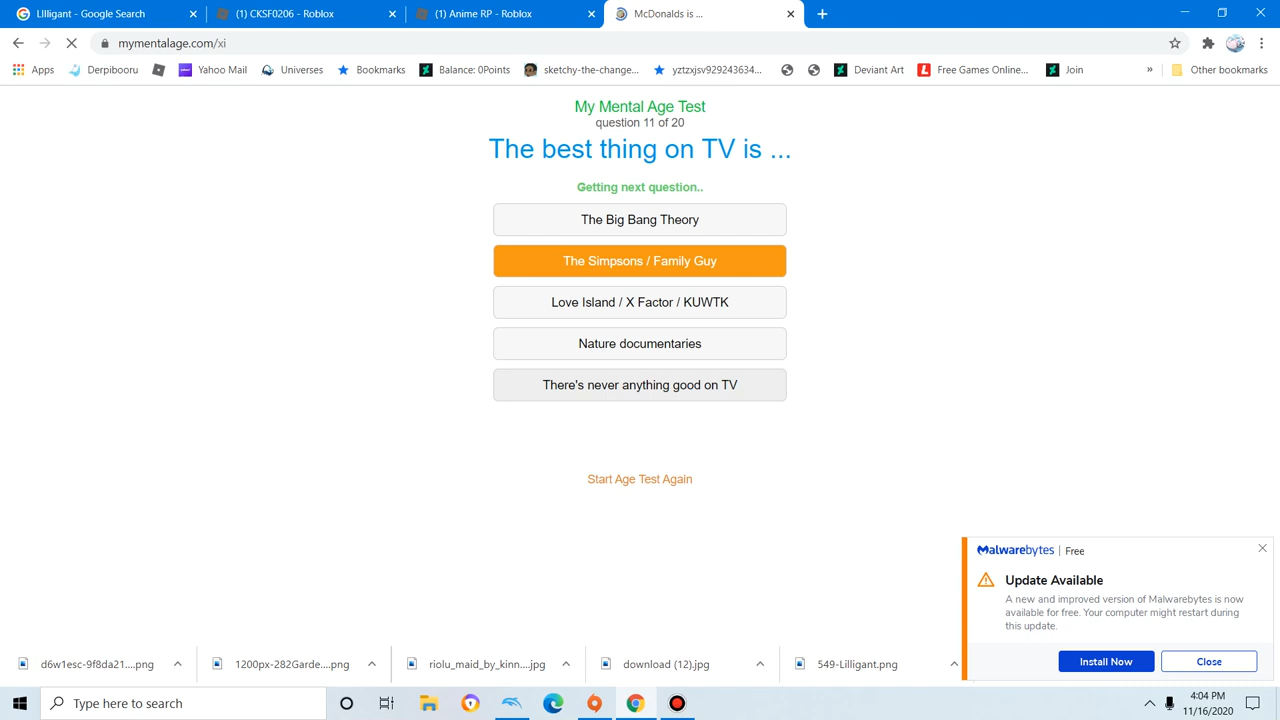 LIlligant - Google Search
(1) CKSF0206 - Roblox
(1) Anime RP - Roblox
McDonalds is ...
mymentalage.com/xi
Apps
Derpibooru
Yahoo Mail
Universes
Bookmarks
Balance: 0Points
sketchy-the-change...
yztzxjsv929243634...
Deviant Art
Free Games Online...
Join
»
Other bookmarks
My Mental Age Test
question 11 of 20
The best thing on TV is ...
Getting next question..
The Big Bang Theory
The Simpsons / Family Guy
Love Island / X Factor / KUWTK
Nature documentaries
There's never anything good on TV
Start Age Test Again
Malwarebytes | Free
Update Available
A new and improved version of Malwarebytes is now
available for free. Your computer might restart during
this update.
Install Now
Close
d6w1esc-9f8da21....png
1200px-282Garde....png
riolu_maid_by_kinn....jpg
download (12).jpg
549-Lilligant.png
Type here to search
4:04 PM
11/16/2020